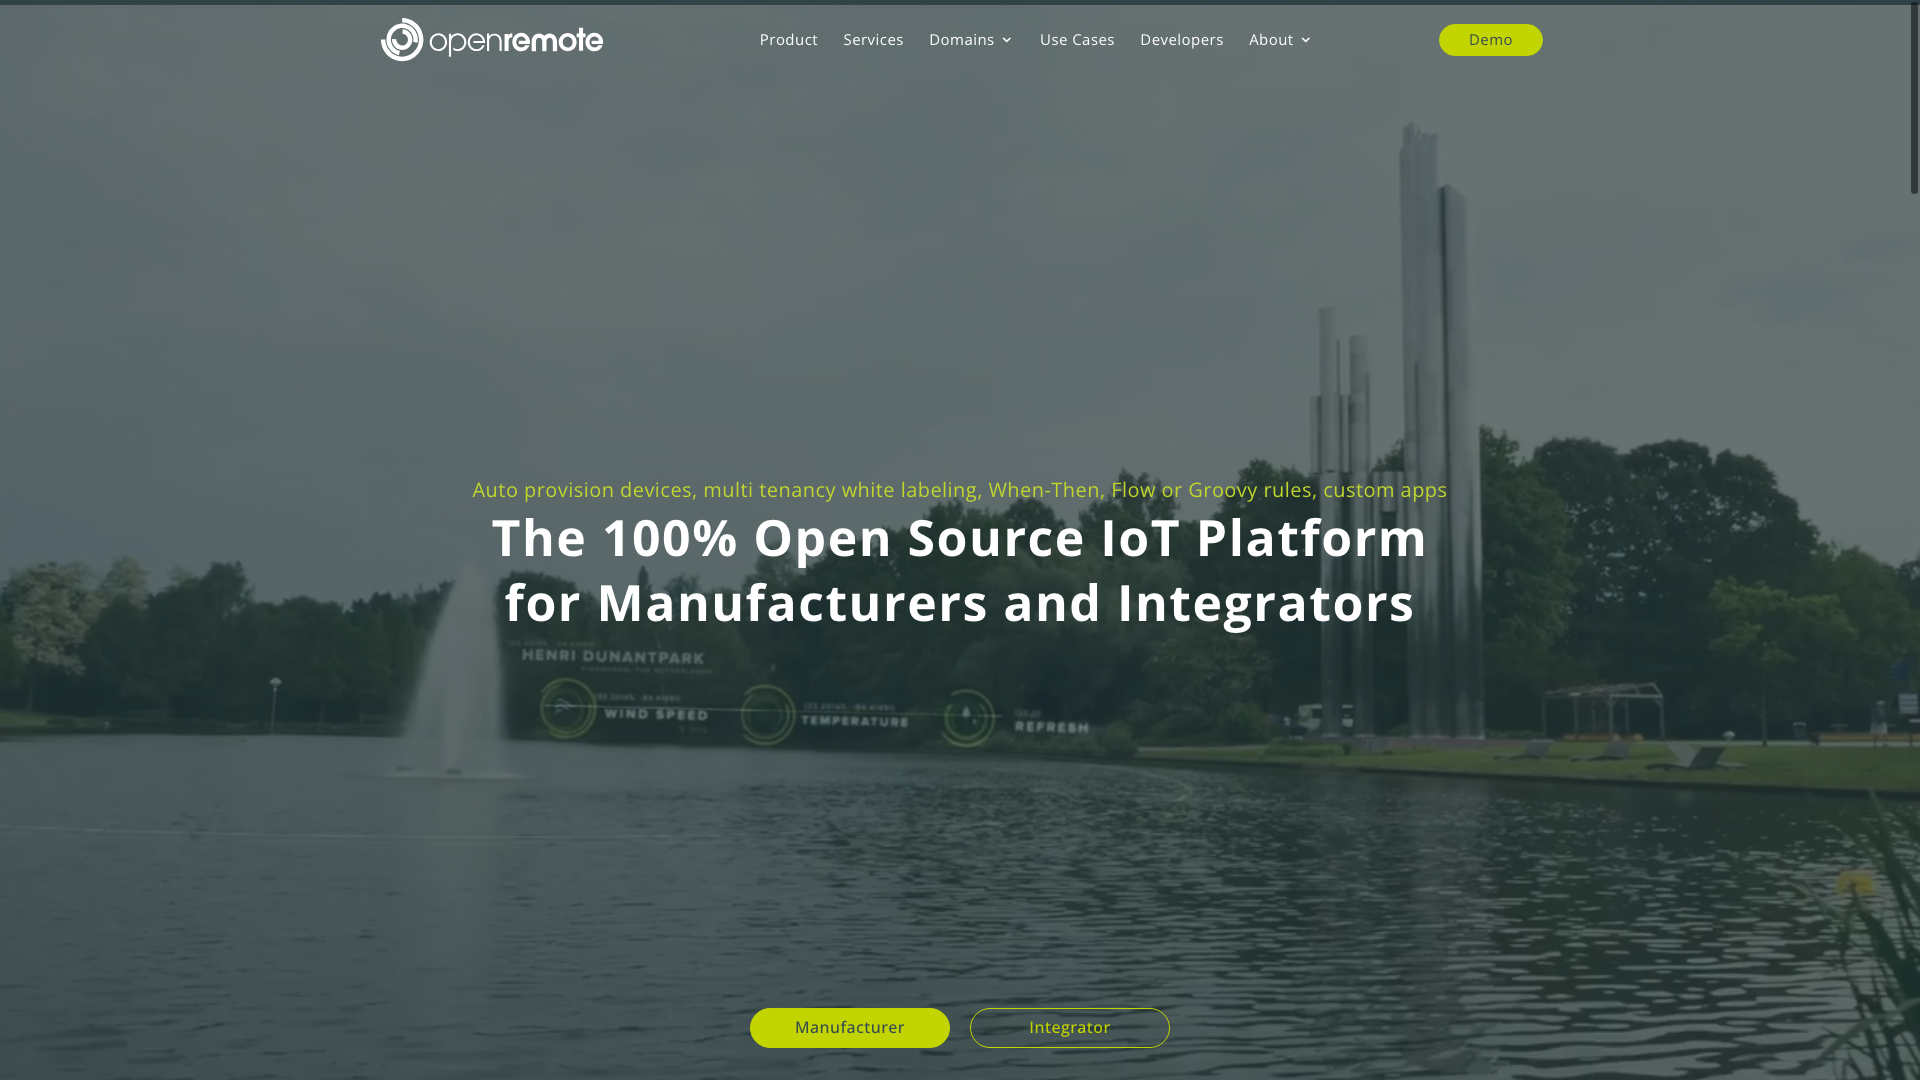 openremote
Product
Services
Domains
Use Cases
Developers
About
Demo
Auto provision devices, multi tenancy white labeling, When-Then, Flow or Groovy rules, custom apps
The 100% Open Source IoT Platform
for Manufacturers and Integrators
HENRI DUNANTPARK
WIND SPEED
TEMPERATURE
REFRESH
Manufacturer
Integrator